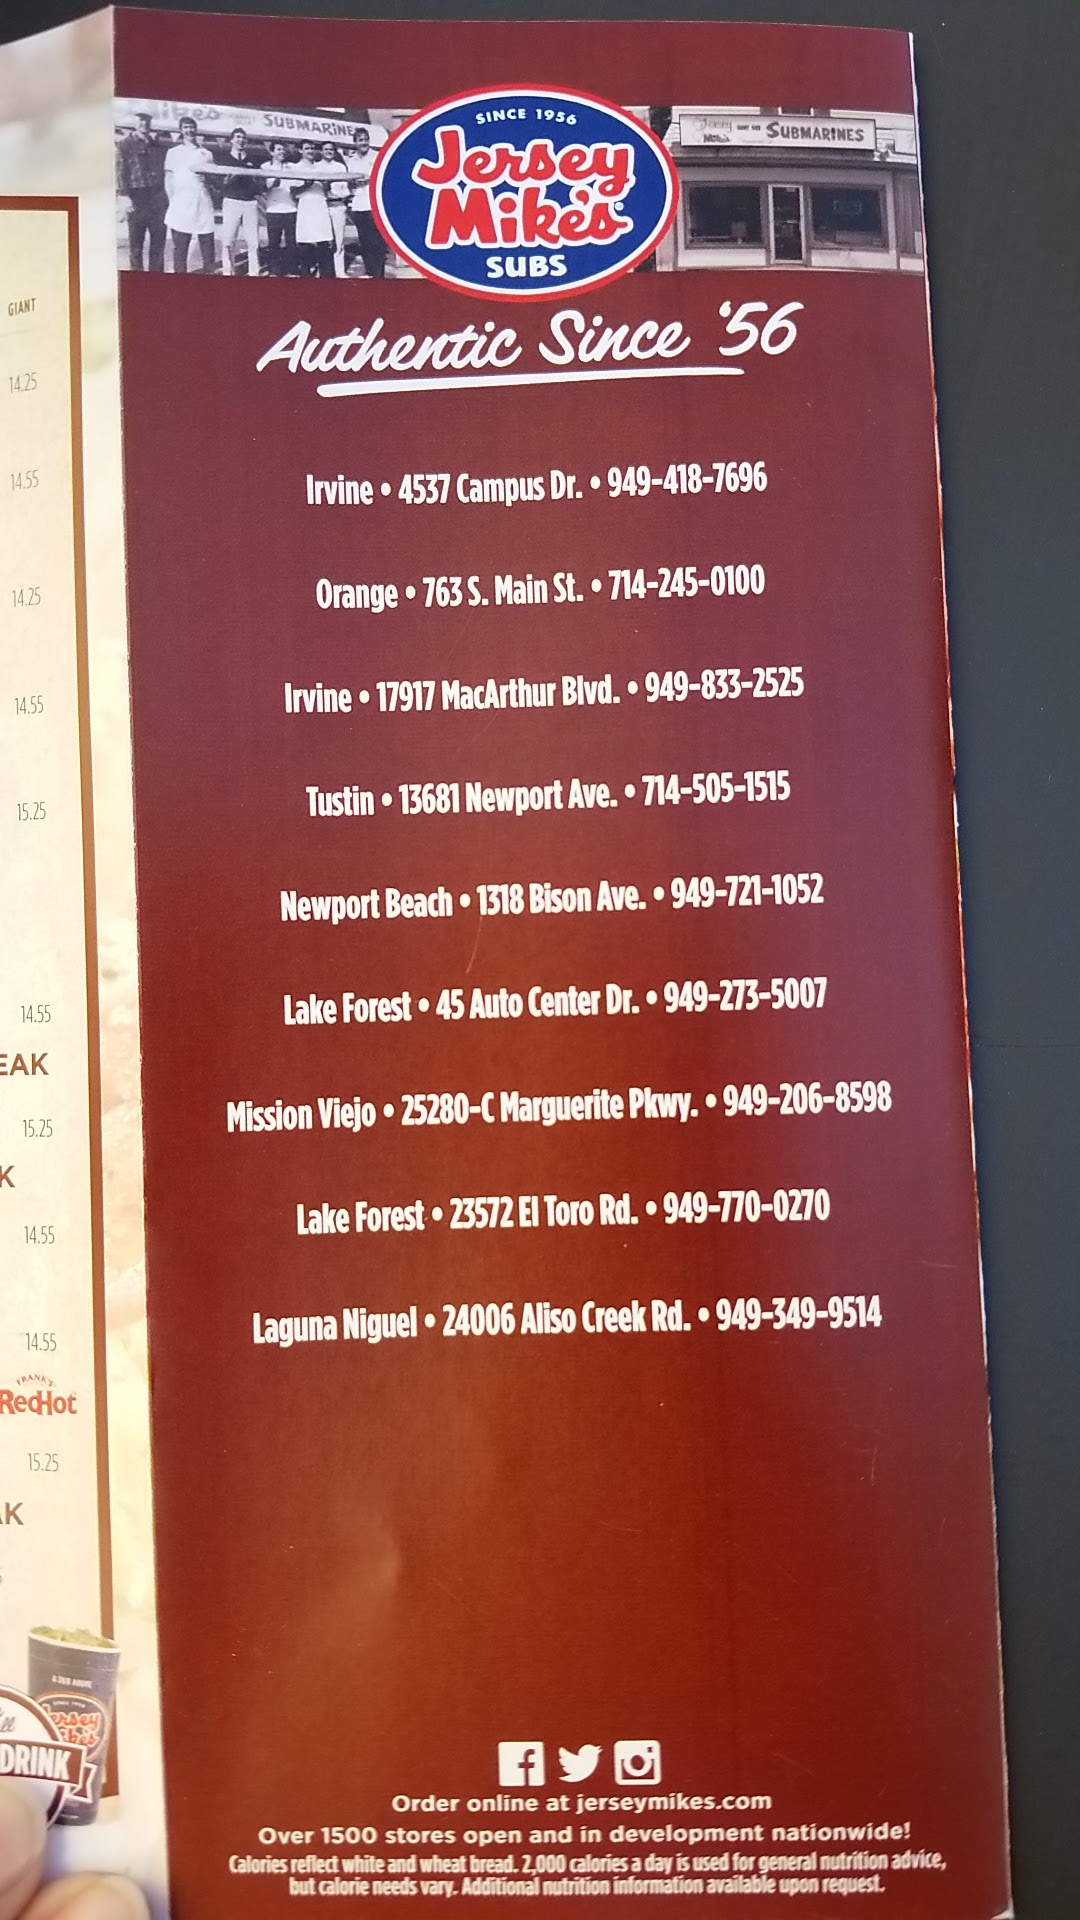 SUBMARINE
SINCE 1956
Jersey
Mike's®
SUBS
Jersey Mike's
SUBMARINES
Authentic Since '56
Irvine • 4537 Campus Dr. • 949-418-7696
Orange • 763 S. Main St. • 714-245-0100
Irvine • 17917 MacArthur Blvd. • 949-833-2525
Tustin • 13681 Newport Ave. • 714-505-1515
Newport Beach • 1318 Bison Ave. • 949-721-1052
Lake Forest • 45 Auto Center Dr. • 949-273-5007
Mission Viejo • 25280-C Marguerite Pkwy. • 949-206-8598
Lake Forest • 23572 El Toro Rd. • 949-770-0270
Laguna Niguel • 24006 Aliso Creek Rd. • 949-349-9514
Order online at jerseymikes.com
Over 1500 stores open and in development nationwide!
Calories reflect white and wheat bread. 2,000 calories a day is used for general nutrition advice,
but calorie needs vary. Additional nutrition information available upon request.
GIANT
14.25
14.55
14.25
14.55
15.25
14.55
EAK
15.25
K
14.55
14.55
FRANK'S
RedHot
15.25
AK
A SUB ABOVE
Jersey
Mike's
DRINK